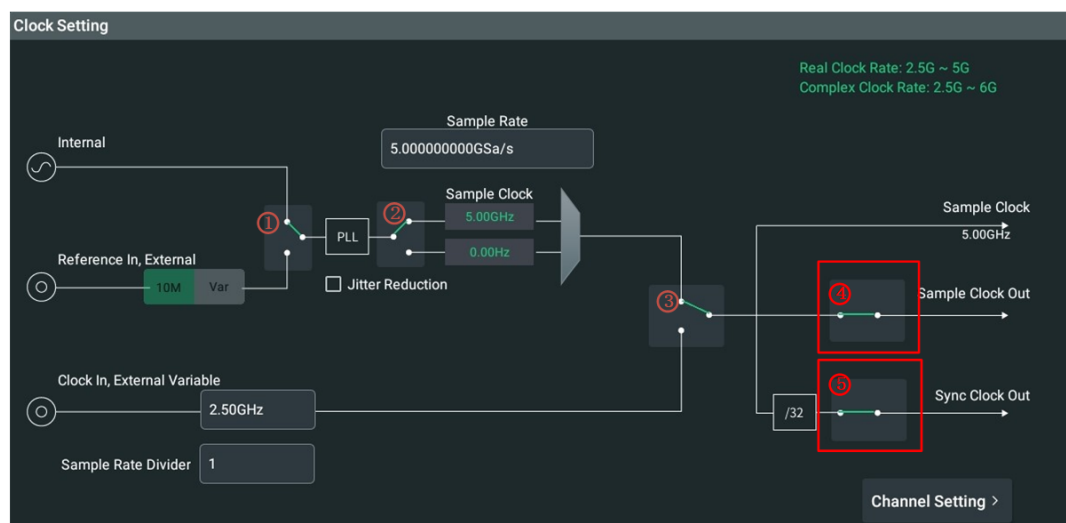 Clock Setting
Real Clock Rate: 2.5G ~ 5G
Complex Clock Rate: 2.5G ~ 6G
Sample Rate
5.000000000GSa/s
Internal
Sample Clock
① PLL ② 5.00GHz
0.00Hz
Sample Clock
5.00GHz
Reference In, External
10M Var
Jitter Reduction
③
④
Sample Clock Out
Clock In, External Variable
2.50GHz
⑤
Sync Clock Out
/32
Sample Rate Divider 1
Channel Setting >